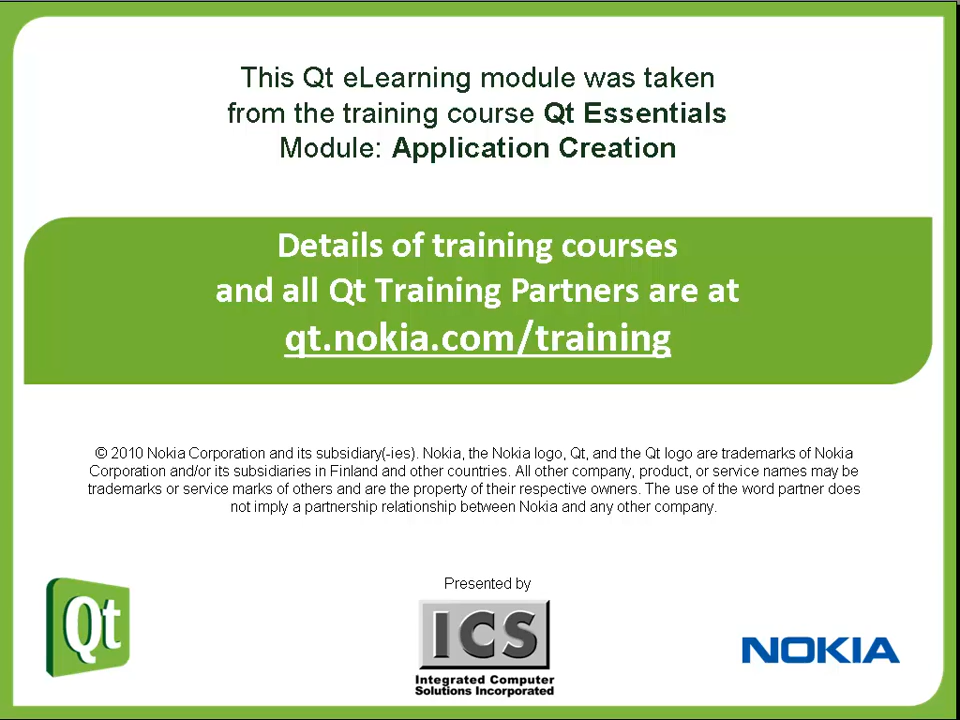 This Qt eLearning module was taken
from the training course Qt Essentials
Module: Application Creation
Details of training courses
and all Qt Training Partners are at
qt.nokia.com/training
© 2010 Nokia Corporation and its subsidiary(-ies). Nokia, the Nokia logo, Qt, and the Qt logo are trademarks of Nokia
Corporation and/or its subsidiaries in Finland and other countries. All other company, product, or service names may be
trademarks or service marks of others and are the property of their respective owners. The use of the word partner does
not imply a partnership relationship between Nokia and any other company.
Presented by
Qt
ICS
NOKIA
Integrated Computer
Solutions Incorporated